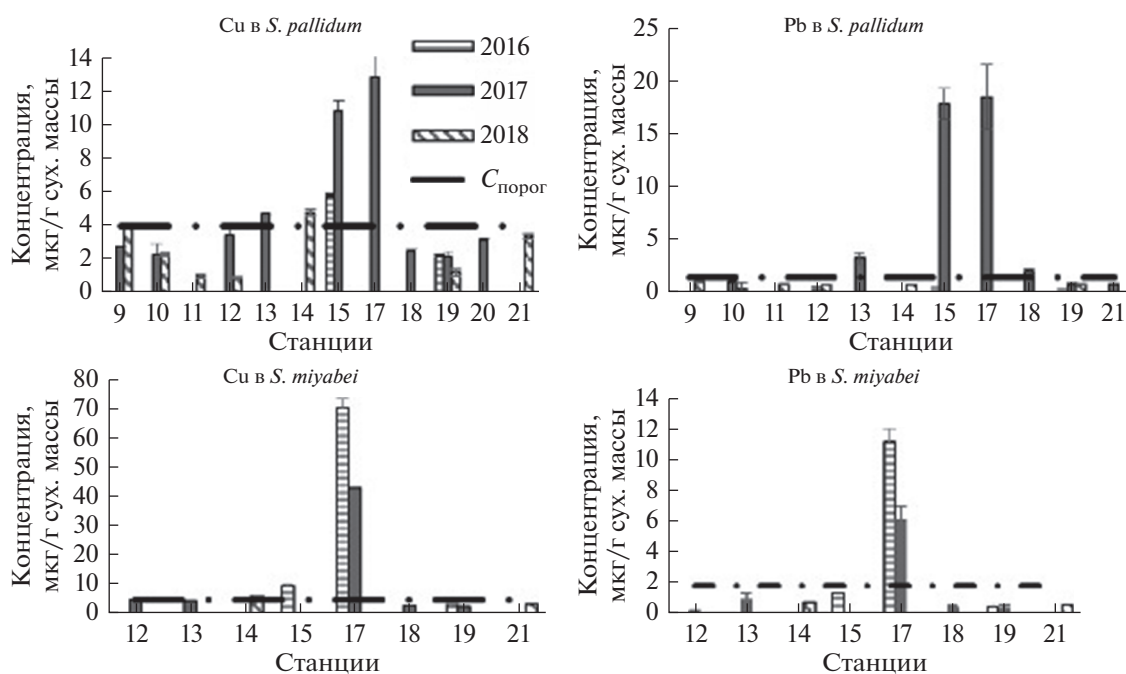 Cu в S. pallidum
Концентрация,
мкг/г сух. массы
14
12
10
8
6
4
2
0
9 10 11 12 13 14 15 17 18 19 20 21
Станции
2016
2017
2018
Cпорог
Pb в S. pallidum
Концентрация,
мкг/г сух. массы
25
20
15
10
5
0
9 10 11 12 13 14 15 17 18 19 21
Станции
Cu в S. miyabei
Концентрация,
мкг/г сух. массы
80
70
60
50
40
30
20
10
0
12 13 14 15 17 18 19 21
Станции
Pb в S. miyabei
Концентрация,
мкг/г сух. массы
14
12
10
8
6
4
2
0
12 13 14 15 17 18 19 21
Станции